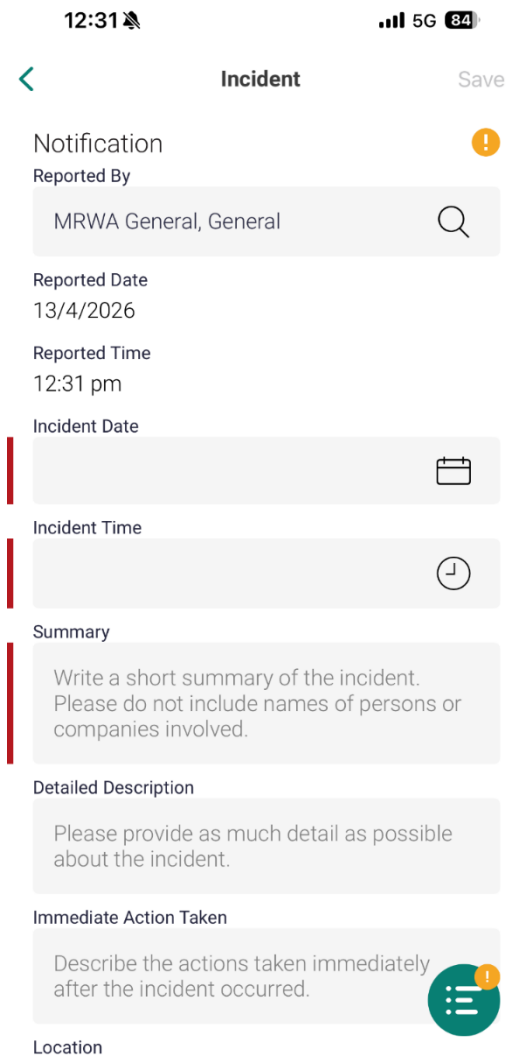 12:31
5G 84
Incident
Save
Notification
Reported By
MRWA General, General
Reported Date
13/4/2026
Reported Time
12:31 pm
Incident Date
Incident Time
Summary
Write a short summary of the incident.
Please do not include names of persons or
companies involved.
Detailed Description
Please provide as much detail as possible
about the incident.
Immediate Action Taken
Describe the actions taken immediately
after the incident occurred.
Location